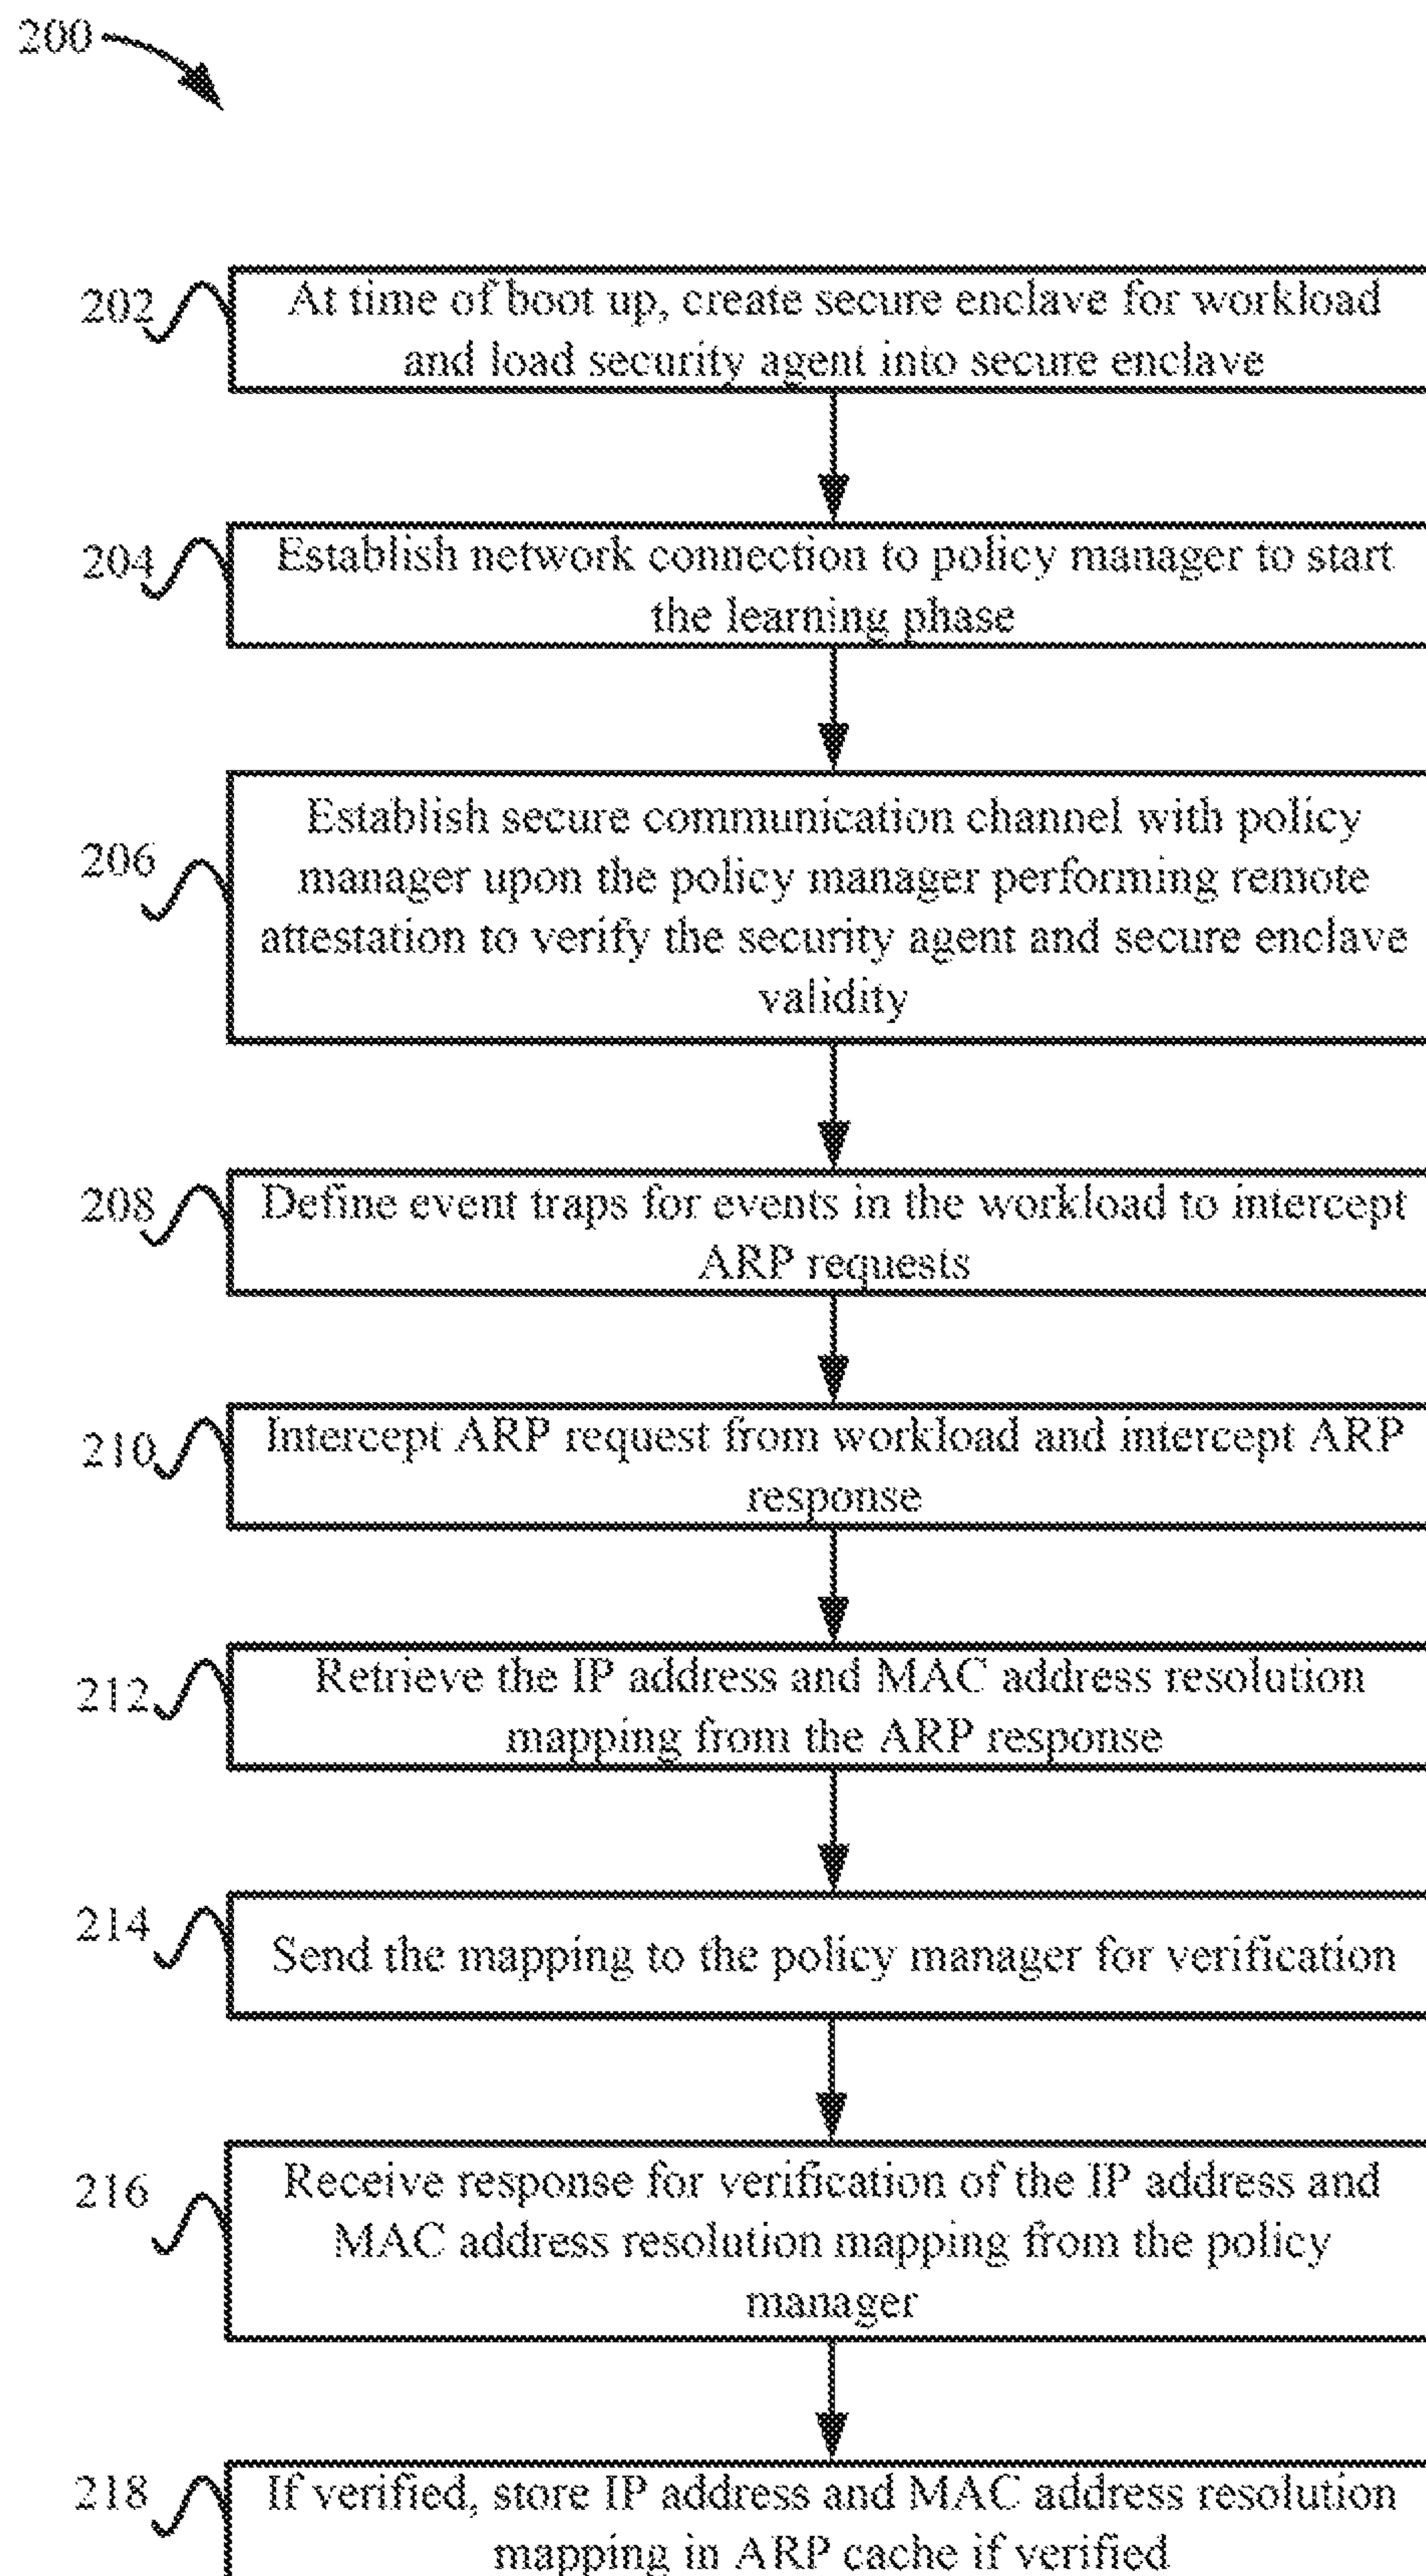 200
202
At time of boot up, create secure enclave for workload
and load security agent into secure enclave
204
Establish network connection to policy manager to start
the learning phase
206
Establish secure communication channel with policy
manager upon the policy manager performing remote
attestation to verify the security agent and secure enclave
validity
208
Define event traps for events in the workload to intercept
ARP requests
210
Intercept ARP request from workload and intercept ARP
response
212
Retrieve the IP address and MAC address resolution
mapping from the ARP response
214
Send the mapping to the policy manager for verification
216
Receive response for verification of the IP address and
MAC address resolution mapping from the policy
manager
218
If verified, store IP address and MAC address resolution
mapping in ARP cache if verified